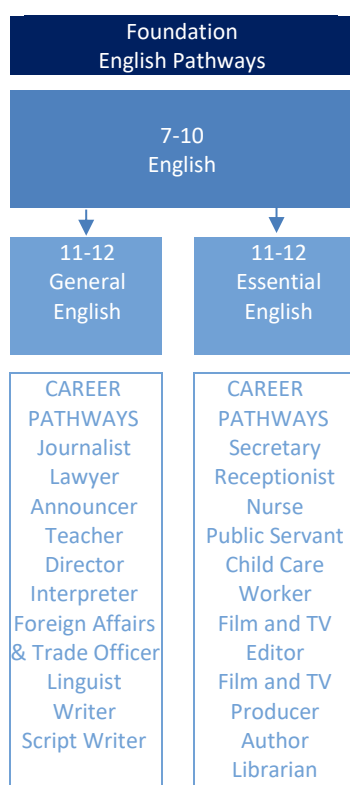 Foundation
English Pathways
7-10
English
11-12
General
English
11-12
Essential
English
CAREER
PATHWAYS
Journalist
Lawyer
Announcer
Teacher
Director
Interpreter
Foreign Affairs
& Trade Officer
Linguist
Writer
Script Writer
CAREER
PATHWAYS
Secretary
Receptionist
Nurse
Public Servant
Child Care
Worker
Film and TV
Editor
Film and TV
Producer
Author
Librarian